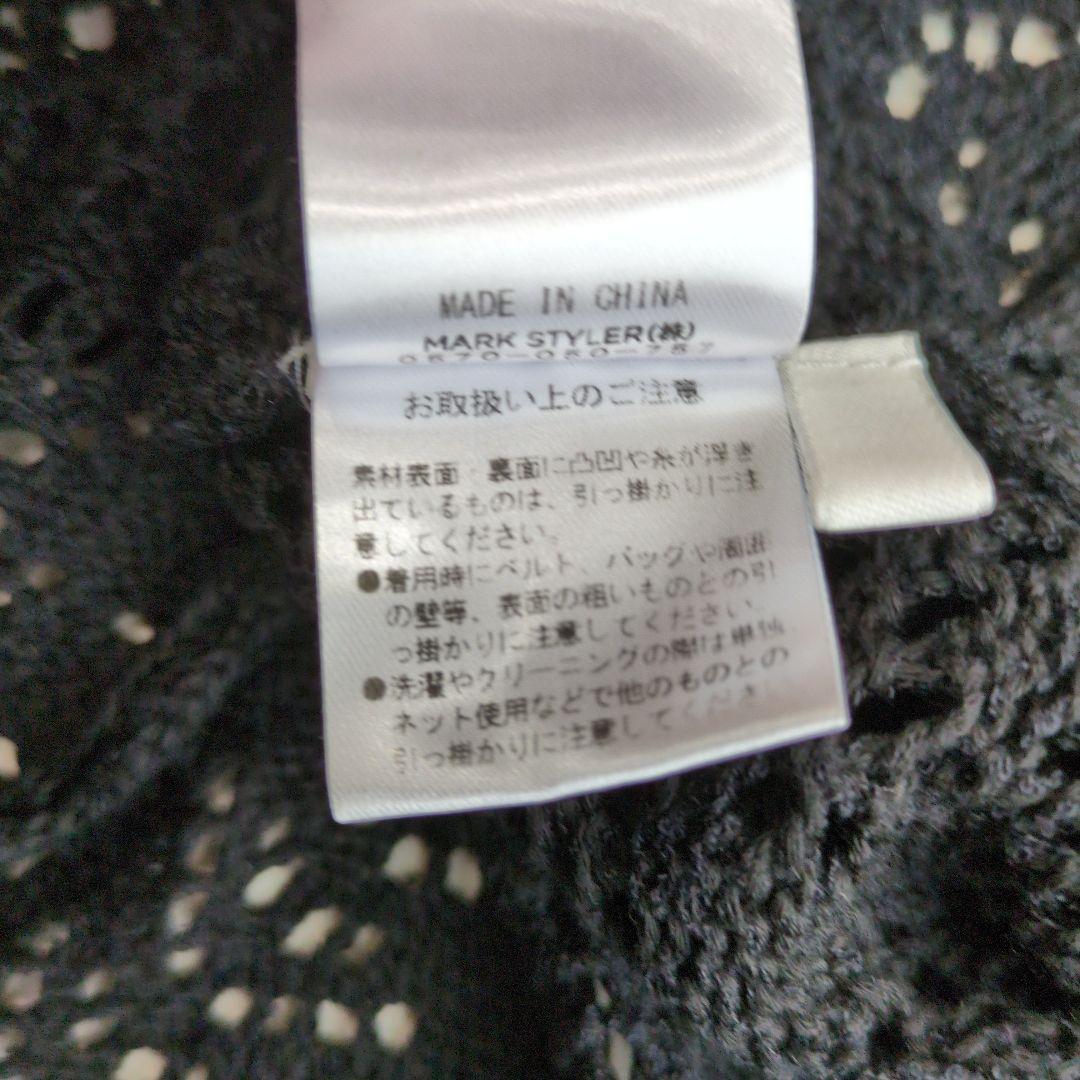 MADE IN CHINA
MARK STYLER(株)
お取扱い上のご注意
素材表面・裏面に凸凹や糸が浮き
出ているものは、引っ掛かりに注
意してください。
●着用時にベルト、バッグや周囲
の壁等、表面の粗いものとの引
っ掛かりに注意してください。
●洗濯やクリーニングの際は単独、
ネット使用などで他のものとの
引っ掛かりに注意してください